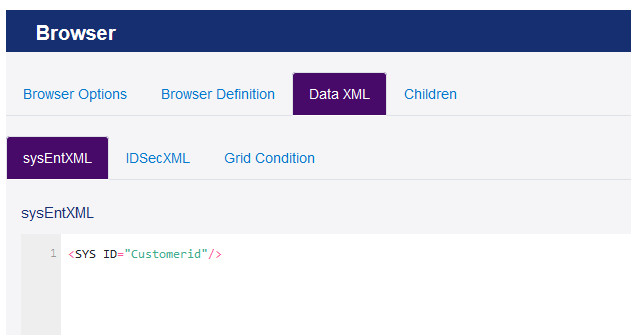 Browser
Browser Options Browser Definition Data XML Children
sysEntXML IDSecXML Grid Condition
sysEntXML
1 <SYS ID="Customerid"/>